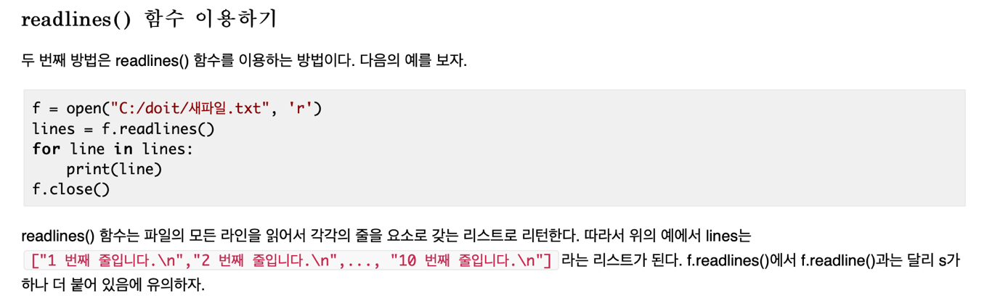 readlines() 함수 이용하기
두 번째 방법은 readlines() 함수를 이용하는 방법이다. 다음의 예를 보자.
f = open("C:/doit/새파일.txt", 'r')
lines = f.readlines()
for line in lines:
    print(line)
f.close()
readlines() 함수는 파일의 모든 라인을 읽어서 각각의 줄을 요소로 갖는 리스트로 리턴한다. 따라서 위의 예에서 lines는
["1 번째 줄입니다.\n","2 번째 줄입니다.\n",..., "10 번째 줄입니다.\n"] 라는 리스트가 된다. f.readlines()에서 f.readline()과는 달리 s가
하나 더 붙어 있음에 유의하자.